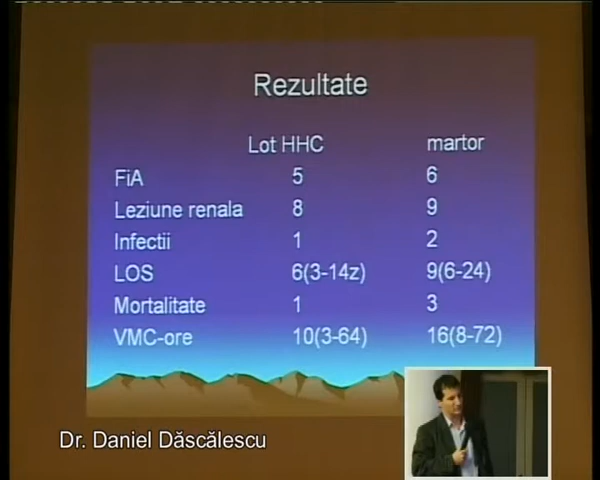 Rezultate
Lot HHC martor
FiA 5 6
Leziune renala 8 9
Infectii 1 2
LOS 6(3-14z) 9(6-24)
Mortalitate 1 3
VMC-ore 10(3-64) 16(8-72)
Dr. Daniel Dăscălescu